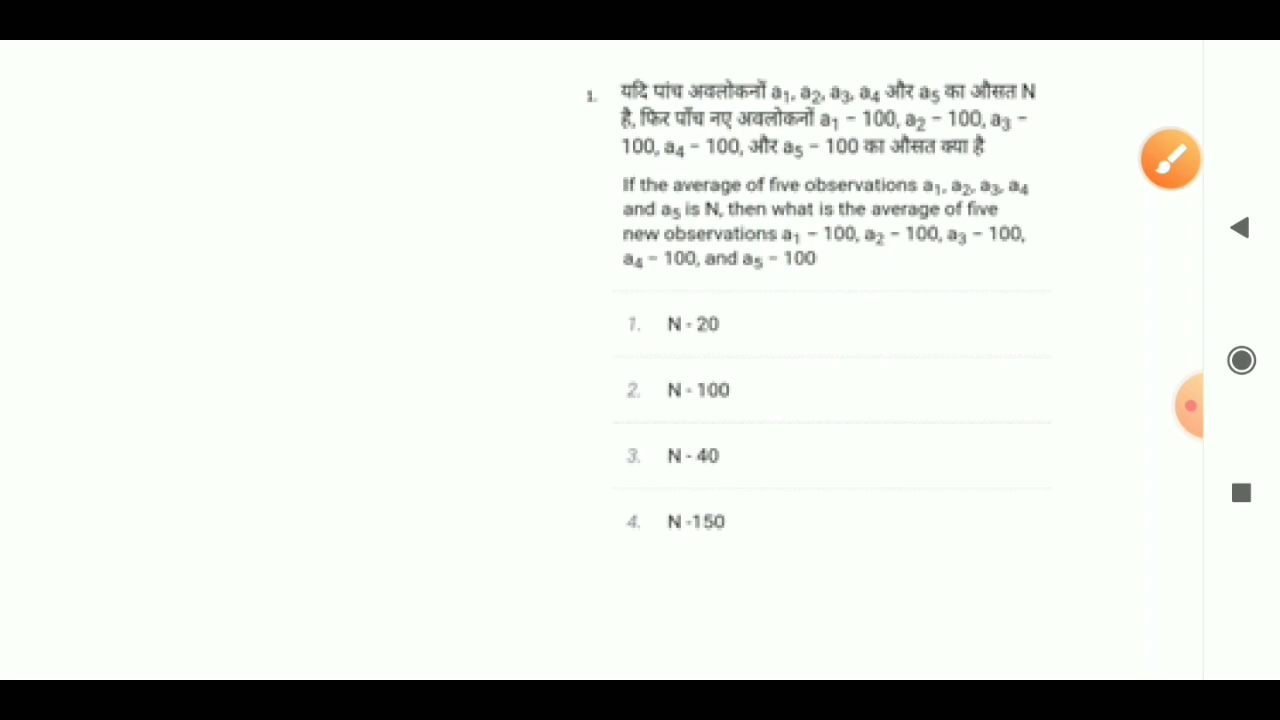 1. यदि पांच अवलोकनों a₁, a₂, a₃, a₄ और a₅ का औसत N
है, फिर पाँच नए अवलोकनों a₁ − 100, a₂ − 100, a₃ −
100, a₄ − 100, और a₅ − 100 का औसत क्या है
If the average of five observations a₁, a₂, a₃, a₄
and a₅ is N, then what is the average of five
new observations a₁ − 100, a₂ − 100, a₃ − 100,
a₄ − 100, and a₅ − 100
1. N - 20
2. N - 100
3. N - 40
4. N -150